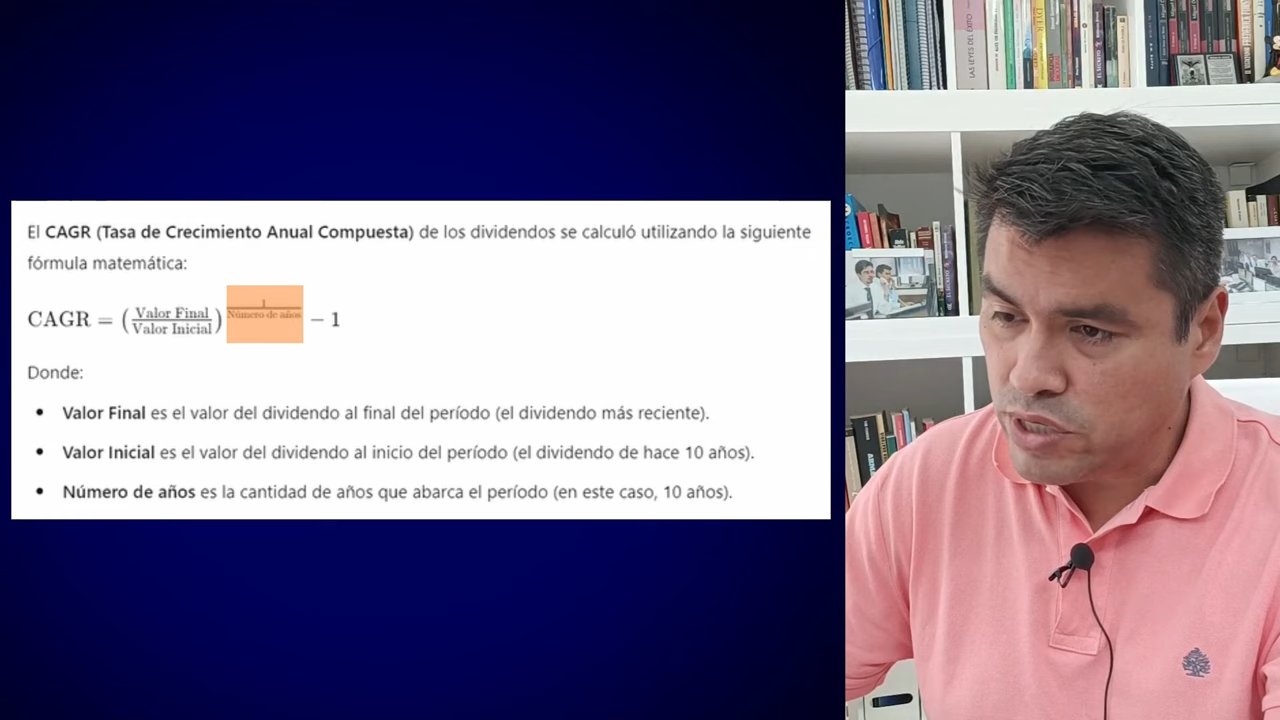 El CAGR (Tasa de Crecimiento Anual Compuesta) de los dividendos se calculó utilizando la siguiente
fórmula matemática:
CAGR = (Valor Final / Valor Inicial)^(1 / Número de años) − 1
Donde:
• Valor Final es el valor del dividendo al final del período (el dividendo más reciente).
• Valor Inicial es el valor del dividendo al inicio del período (el dividendo de hace 10 años).
• Número de años es la cantidad de años que abarca el período (en este caso, 10 años).
LAS LEYES DEL ÉXITO